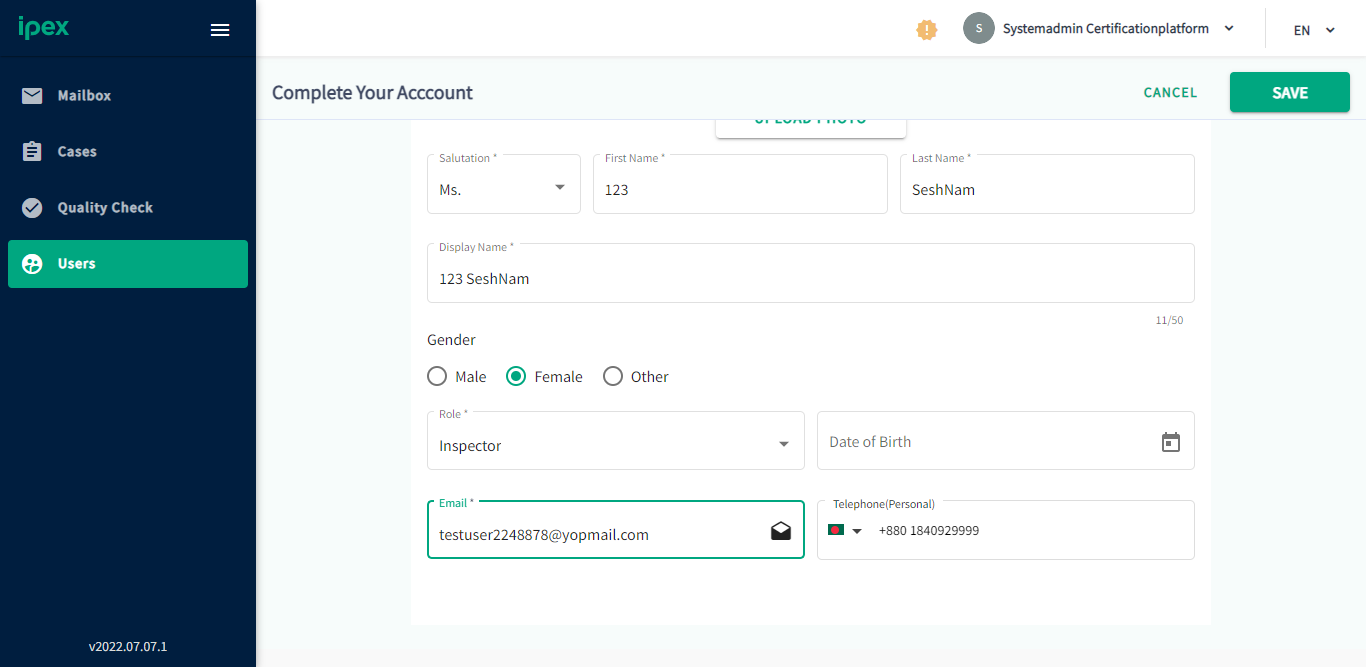 ipex
Systemadmin Certificationplatform
EN
S
Mailbox
Cases
Quality Check
Users
v2022.07.07.1
Complete Your Acccount
CANCEL
SAVE
UPLOAD PHOTO
Salutation *
Ms.
First Name *
123
Last Name *
SeshNam
Display Name *
123 SeshNam
11/50
Gender
Male
Female
Other
Role *
Inspector
Date of Birth
Email *
testuser2248878@yopmail.com
Telephone(Personal)
+880 1840929999